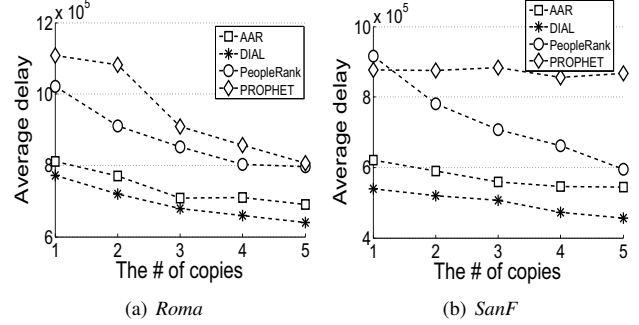 12 x 10^5
10
8
6
Average delay
1 2 3 4 5
The # of copies
AAR
DIAL
PeopleRank
PROPHET
(a) Roma
10 x 10^5
8
6
4
Average delay
1 2 3 4 5
The # of copies
AAR
DIAL
PeopleRank
PROPHET
(b) SanF